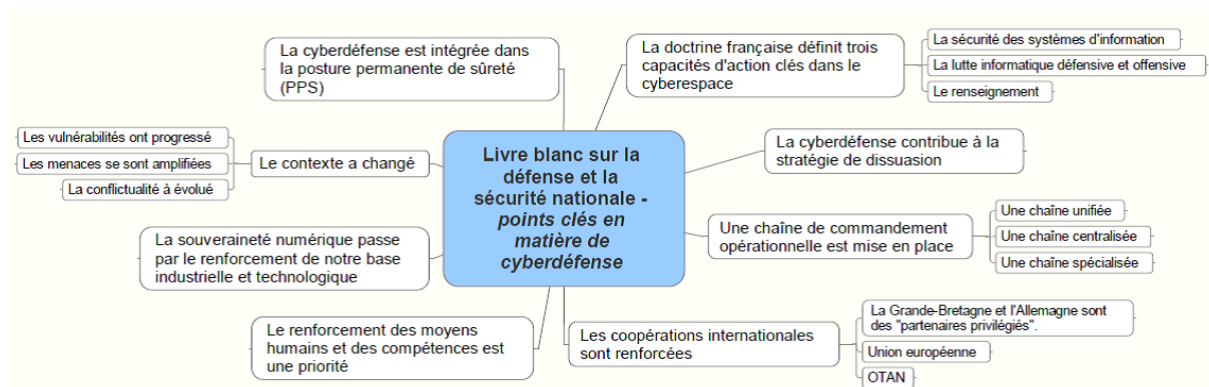 La cyberdéfense est intégrée dans
la posture permanente de sûreté
(PPS)
La doctrine française définit trois
capacités d'action clés dans le
cyberespace
La sécurité des systèmes d'information
La lutte informatique défensive et offensive
Le renseignement
Les vulnérabilités ont progressé
Les menaces se sont amplifiées
La conflictualité à évolué
Le contexte a changé
Livre blanc sur la
défense et la
sécurité nationale -
points clés en
matière de
cyberdéfense
La cyberdéfense contribue à la
stratégie de dissuasion
La souveraineté numérique passe
par le renforcement de notre base
industrielle et technologique
Une chaîne de commandement
opérationnelle est mise en place
Une chaîne unifiée
Une chaîne centralisée
Une chaîne spécialisée
Le renforcement des moyens
humains et des compétences est
une priorité
Les coopérations internationales
sont renforcées
La Grande-Bretagne et l'Allemagne sont
des "partenaires privilégiés".
Union européenne
OTAN